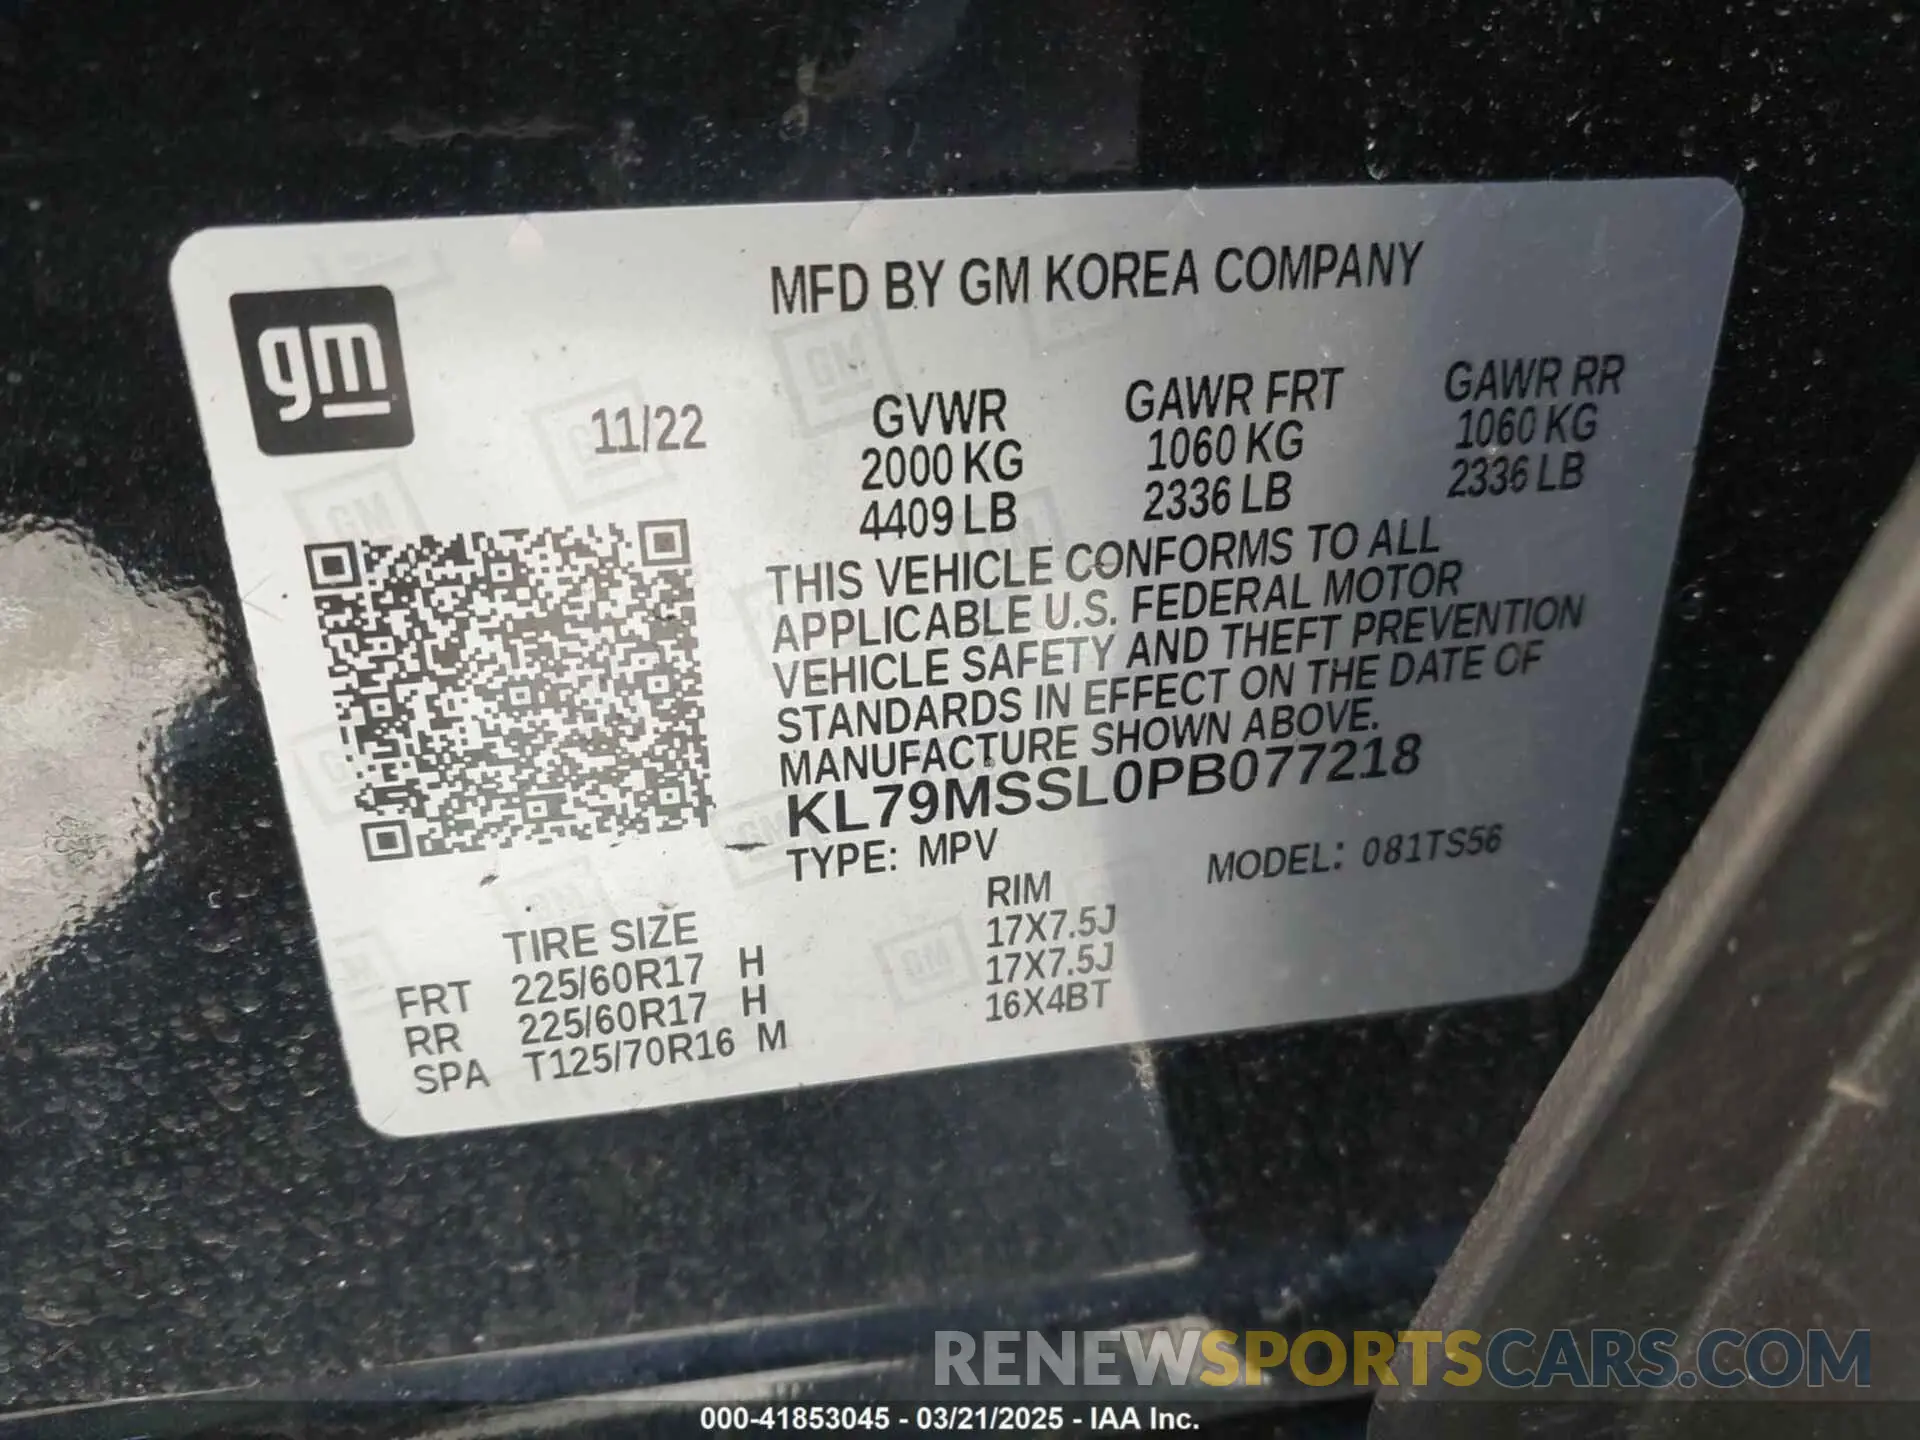 MFD BY GM KOREA COMPANY
gm
11/22
GVWR GAWR FRT GAWR RR
2000 KG 1060 KG 1060 KG
4409 LB 2336 LB 2336 LB
THIS VEHICLE CONFORMS TO ALL
APPLICABLE U.S. FEDERAL MOTOR
VEHICLE SAFETY AND THEFT PREVENTION
STANDARDS IN EFFECT ON THE DATE OF
MANUFACTURE SHOWN ABOVE.
KL79MSSL0PB077218
TYPE: MPV MODEL: 081TS56
TIRE SIZE RIM
FRT 225/60R17 H 17X7.5J
RR 225/60R17 H 17X7.5J
SPA T125/70R16 M 16X4BT
RENEWSPORTSCARS.COM
000-41853045 - 03/21/2025 - IAA Inc.